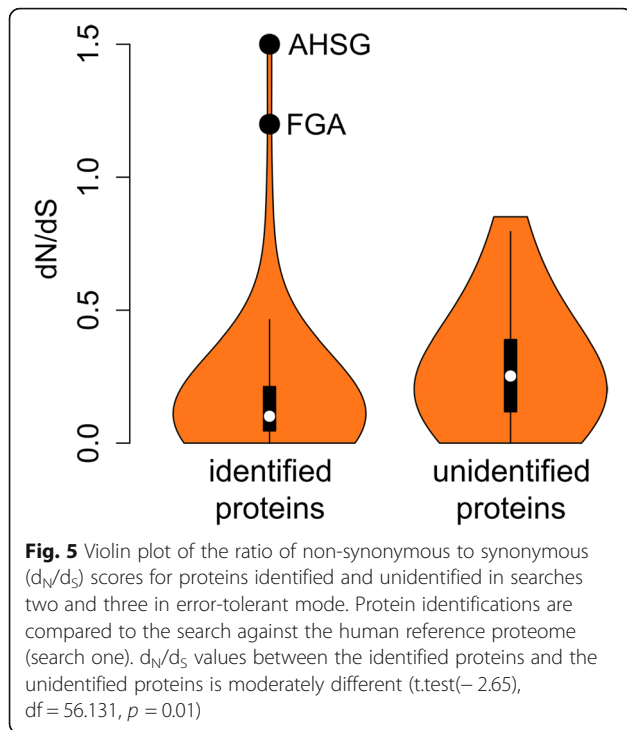 1.5
AHSG
FGA
1.0
dN/dS
0.5
0.0
identified
proteins
unidentified
proteins
Fig. 5 Violin plot of the ratio of non-synonymous to synonymous
(dN/dS) scores for proteins identified and unidentified in searches
two and three in error-tolerant mode. Protein identifications are
compared to the search against the human reference proteome
(search one). dN/dS values between the identified proteins and the
unidentified proteins is moderately different (t.test(− 2.65),
df = 56.131, p = 0.01)